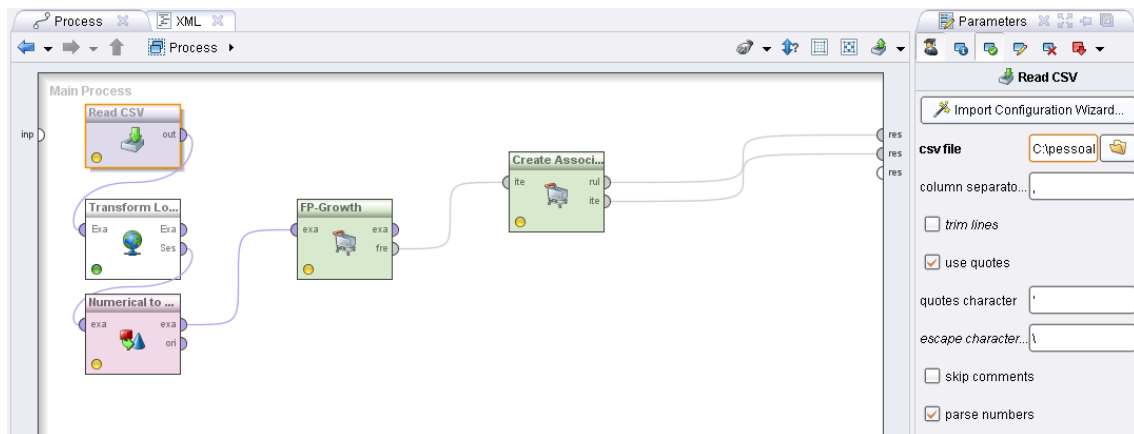 Process
XML
Process
Main Process
inp
Read CSV
out
Transform Lo...
Exa
Exa
Ses
Numerical to ...
exa
exa
ori
FP-Growth
exa
exa
fre
Create Associ...
ite
rul
ite
res
res
res
Parameters
Read CSV
Import Configuration Wizard...
csv file
C:\pessoal
column separato...
,
trim lines
use quotes
quotes character
'
escape character...
\
skip comments
parse numbers